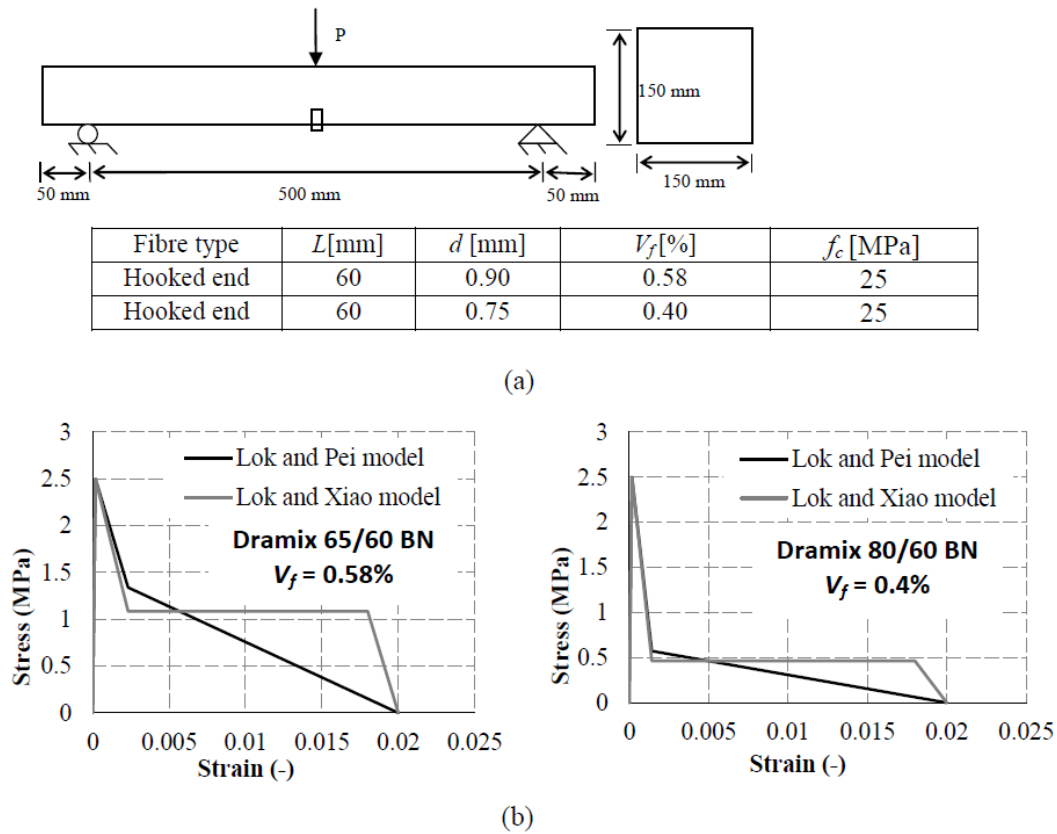 P
150 mm
50 mm
500 mm
50 mm
150 mm
Fibre type L[mm] d [mm] Vf[%] fc [MPa]
Hooked end 60 0.90 0.58 25
Hooked end 60 0.75 0.40 25
(a)
3
2.5
2
1.5
1
0.5
0
Stress (MPa)
Lok and Pei model
Lok and Xiao model
Dramix 65/60 BN
Vf = 0.58%
0 0.005 0.01 0.015 0.02 0.025
Strain (-)
3
2.5
2
1.5
1
0.5
0
Stress (MPa)
Lok and Pei model
Lok and Xiao model
Dramix 80/60 BN
Vf = 0.4%
0 0.005 0.01 0.015 0.02 0.025
Strain (-)
(b)